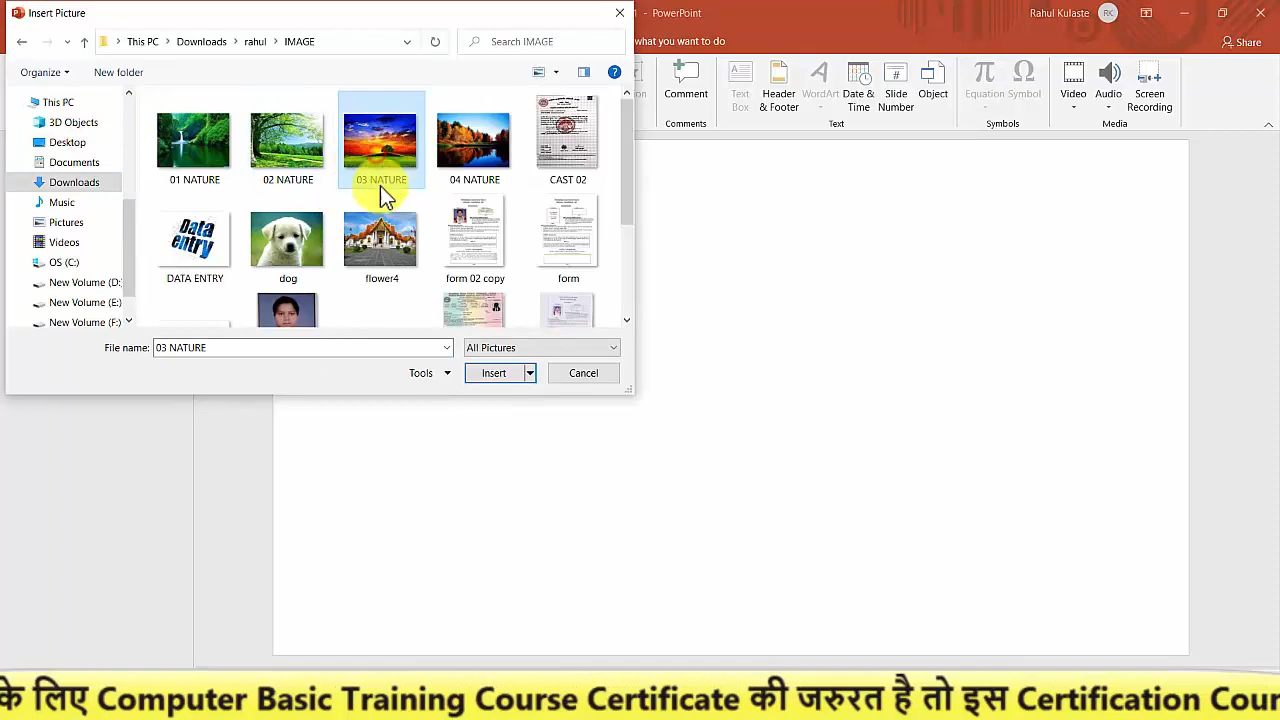 Insert Picture
1 - PowerPoint
Rahul Kulaste
RK
This PC
Downloads
rahul
IMAGE
Search IMAGE
what you want to do
Share
Organize
New folder
Comment
Text Box
Header & Footer
WordArt
Date & Time
Slide Number
Object
Equation
Symbol
Video
Audio
Screen Recording
Comments
Text
Symbols
Media
This PC
3D Objects
Desktop
Documents
Downloads
Music
Pictures
Videos
OS (C:)
New Volume (D:
New Volume (E:)
New Volume (F:)
01 NATURE
02 NATURE
03 NATURE
04 NATURE
CAST 02
Data entry
DATA ENTRY
dog
flower4
form 02 copy
form
File name:
03 NATURE
All Pictures
Tools
Insert
Cancel
के लिए Computer Basic Training Course Certificate की जरुरत है तो इस Certification Cour